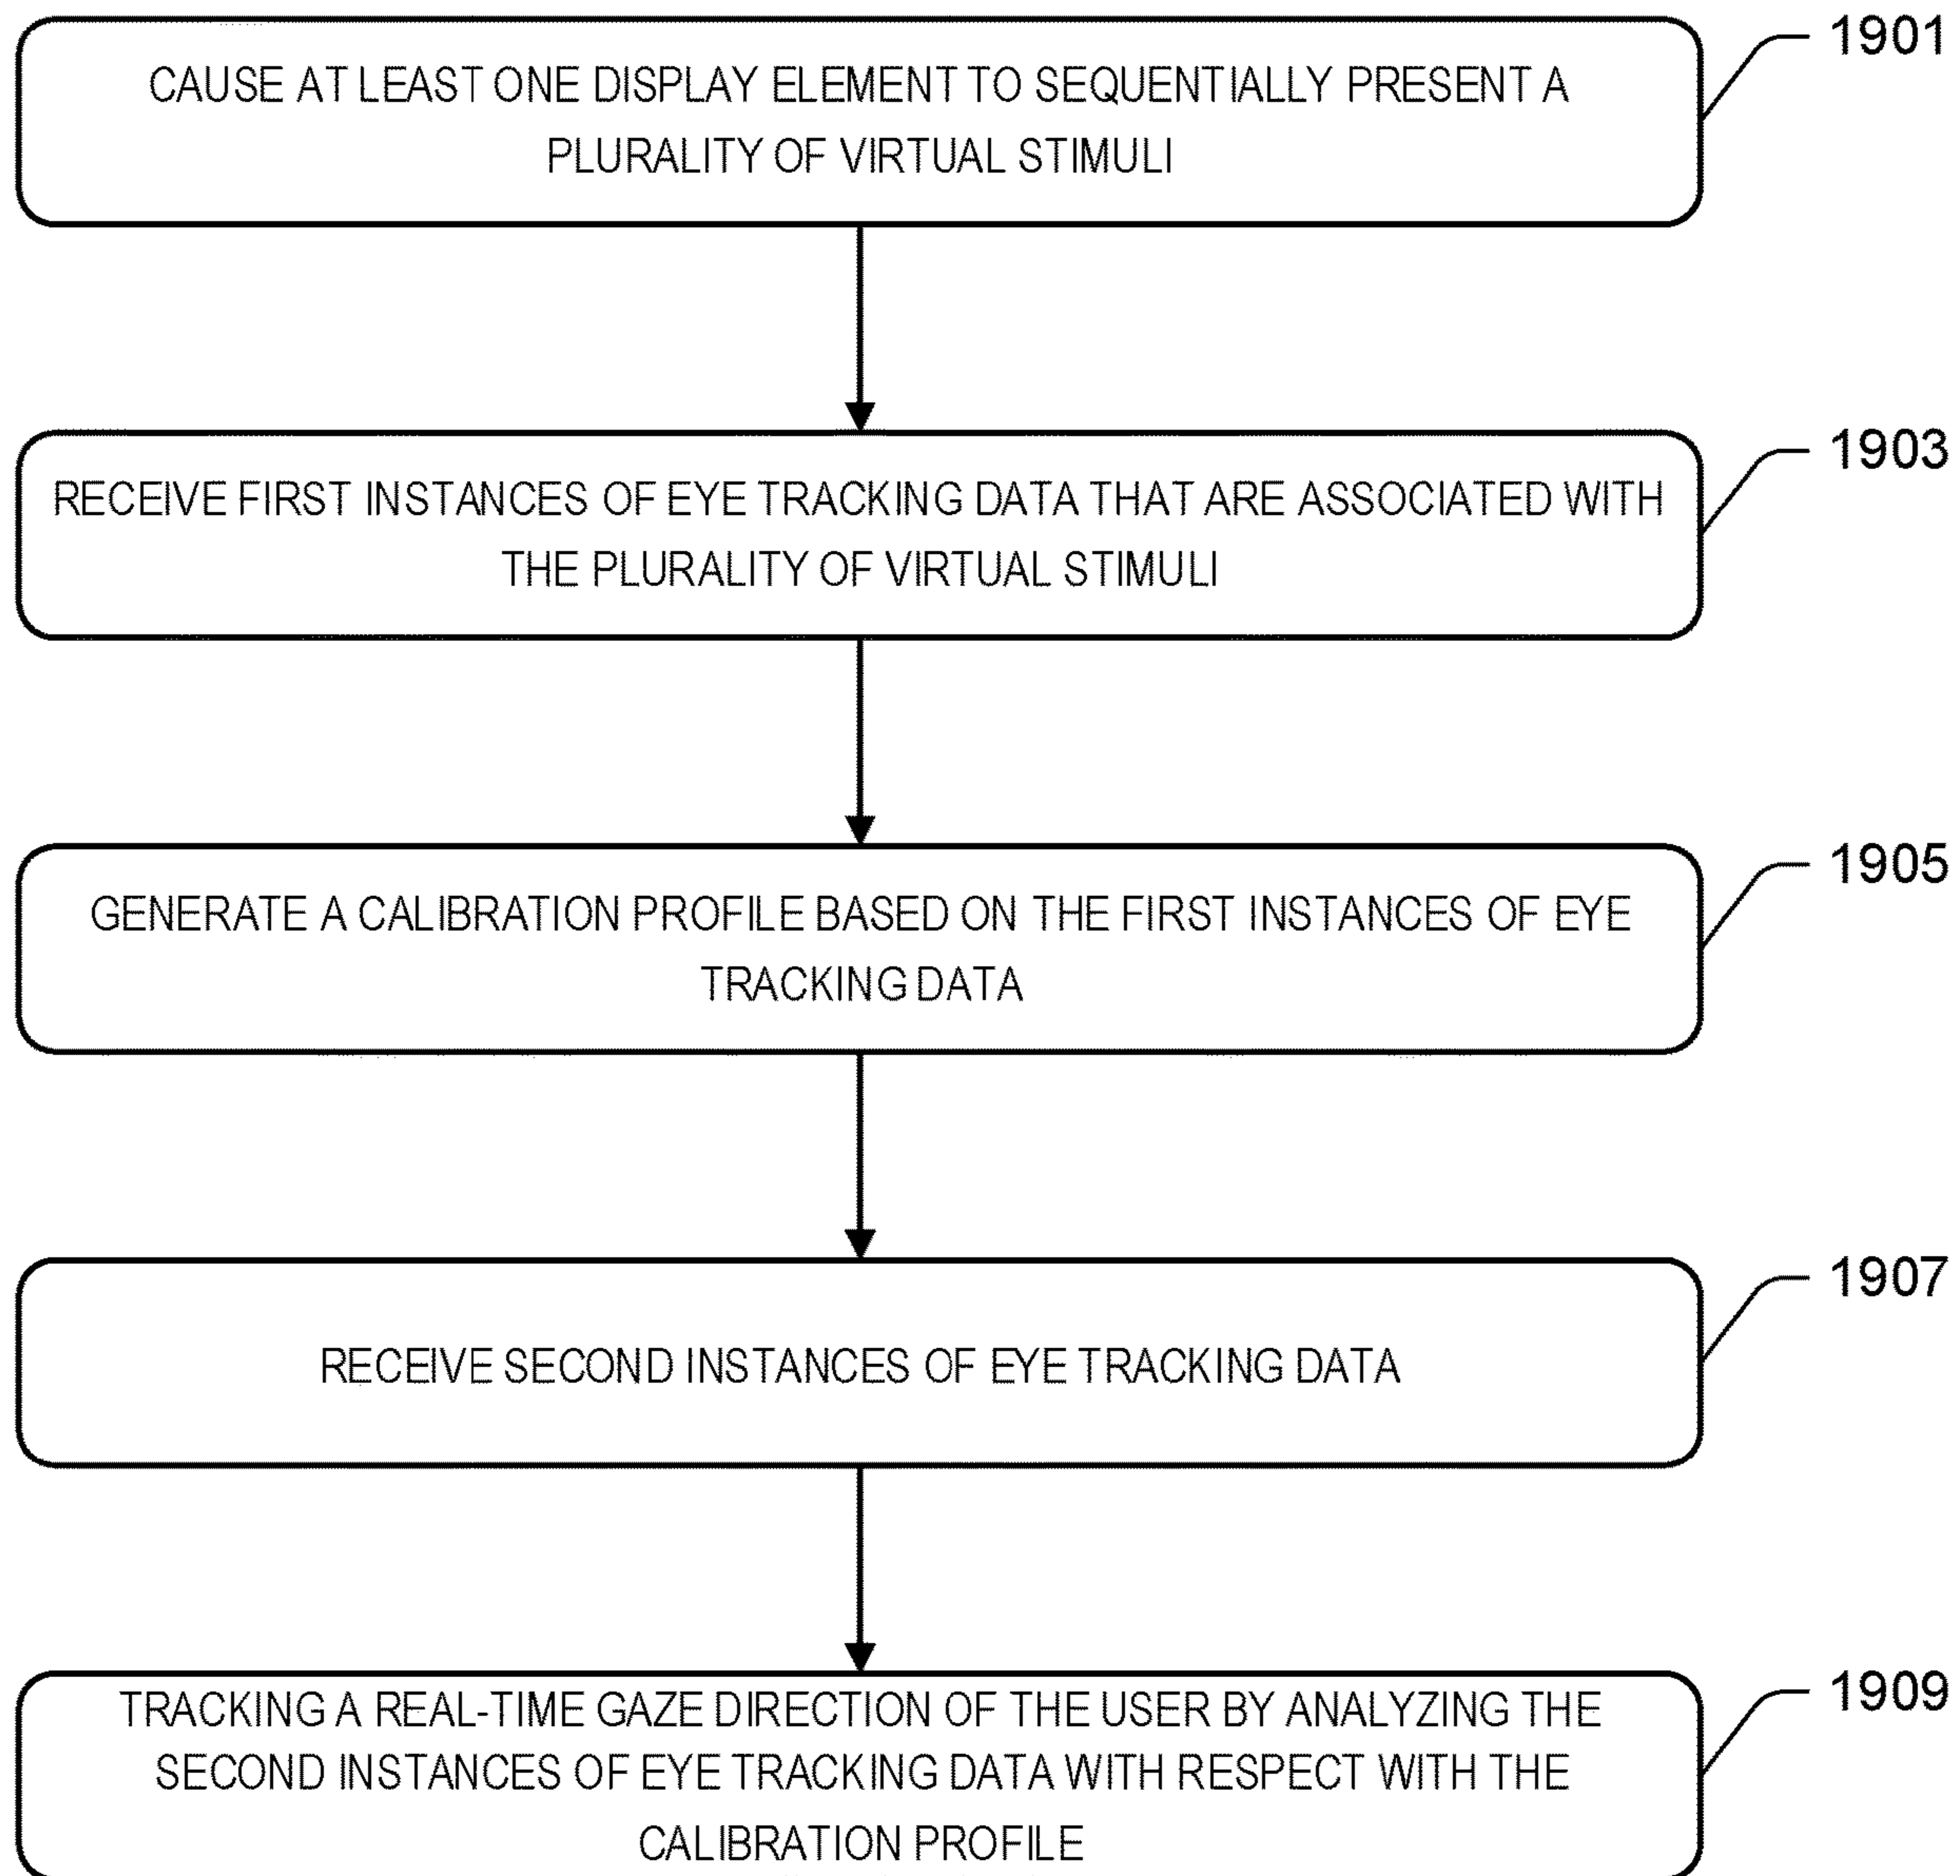 1901
CAUSE AT LEAST ONE DISPLAY ELEMENT TO SEQUENTIALLY PRESENT A
PLURALITY OF VIRTUAL STIMULI
1903
RECEIVE FIRST INSTANCES OF EYE TRACKING DATA THAT ARE ASSOCIATED WITH
THE PLURALITY OF VIRTUAL STIMULI
1905
GENERATE A CALIBRATION PROFILE BASED ON THE FIRST INSTANCES OF EYE
TRACKING DATA
1907
RECEIVE SECOND INSTANCES OF EYE TRACKING DATA
1909
TRACKING A REAL-TIME GAZE DIRECTION OF THE USER BY ANALYZING THE
SECOND INSTANCES OF EYE TRACKING DATA WITH RESPECT WITH THE
CALIBRATION PROFILE